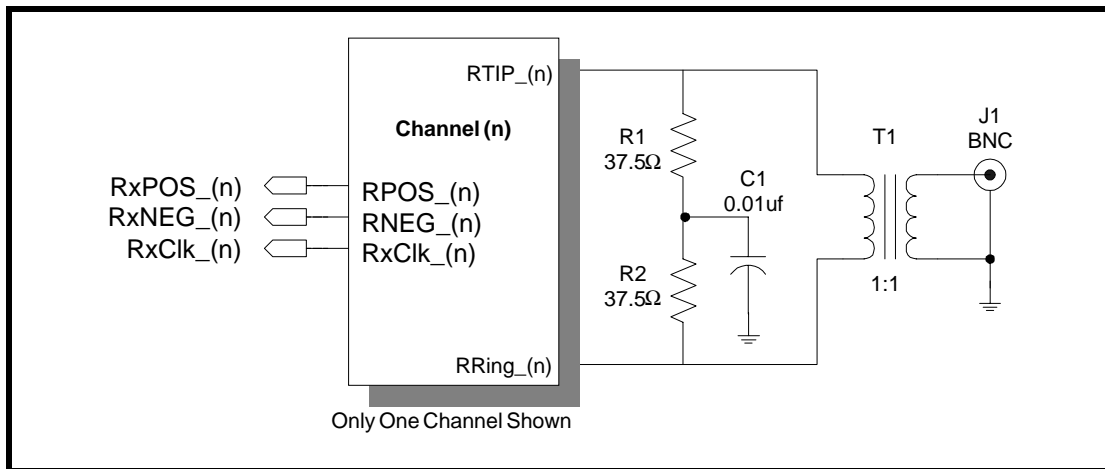 RTIP_(n)
Channel (n)
RxPOS_(n)
RxNEG_(n)
RxClk_(n)
RPOS_(n)
RNEG_(n)
RxClk_(n)
RRing_(n)
Only One Channel Shown
R1
37.5Ω
C1
0.01uf
R2
37.5Ω
T1
1:1
J1
BNC